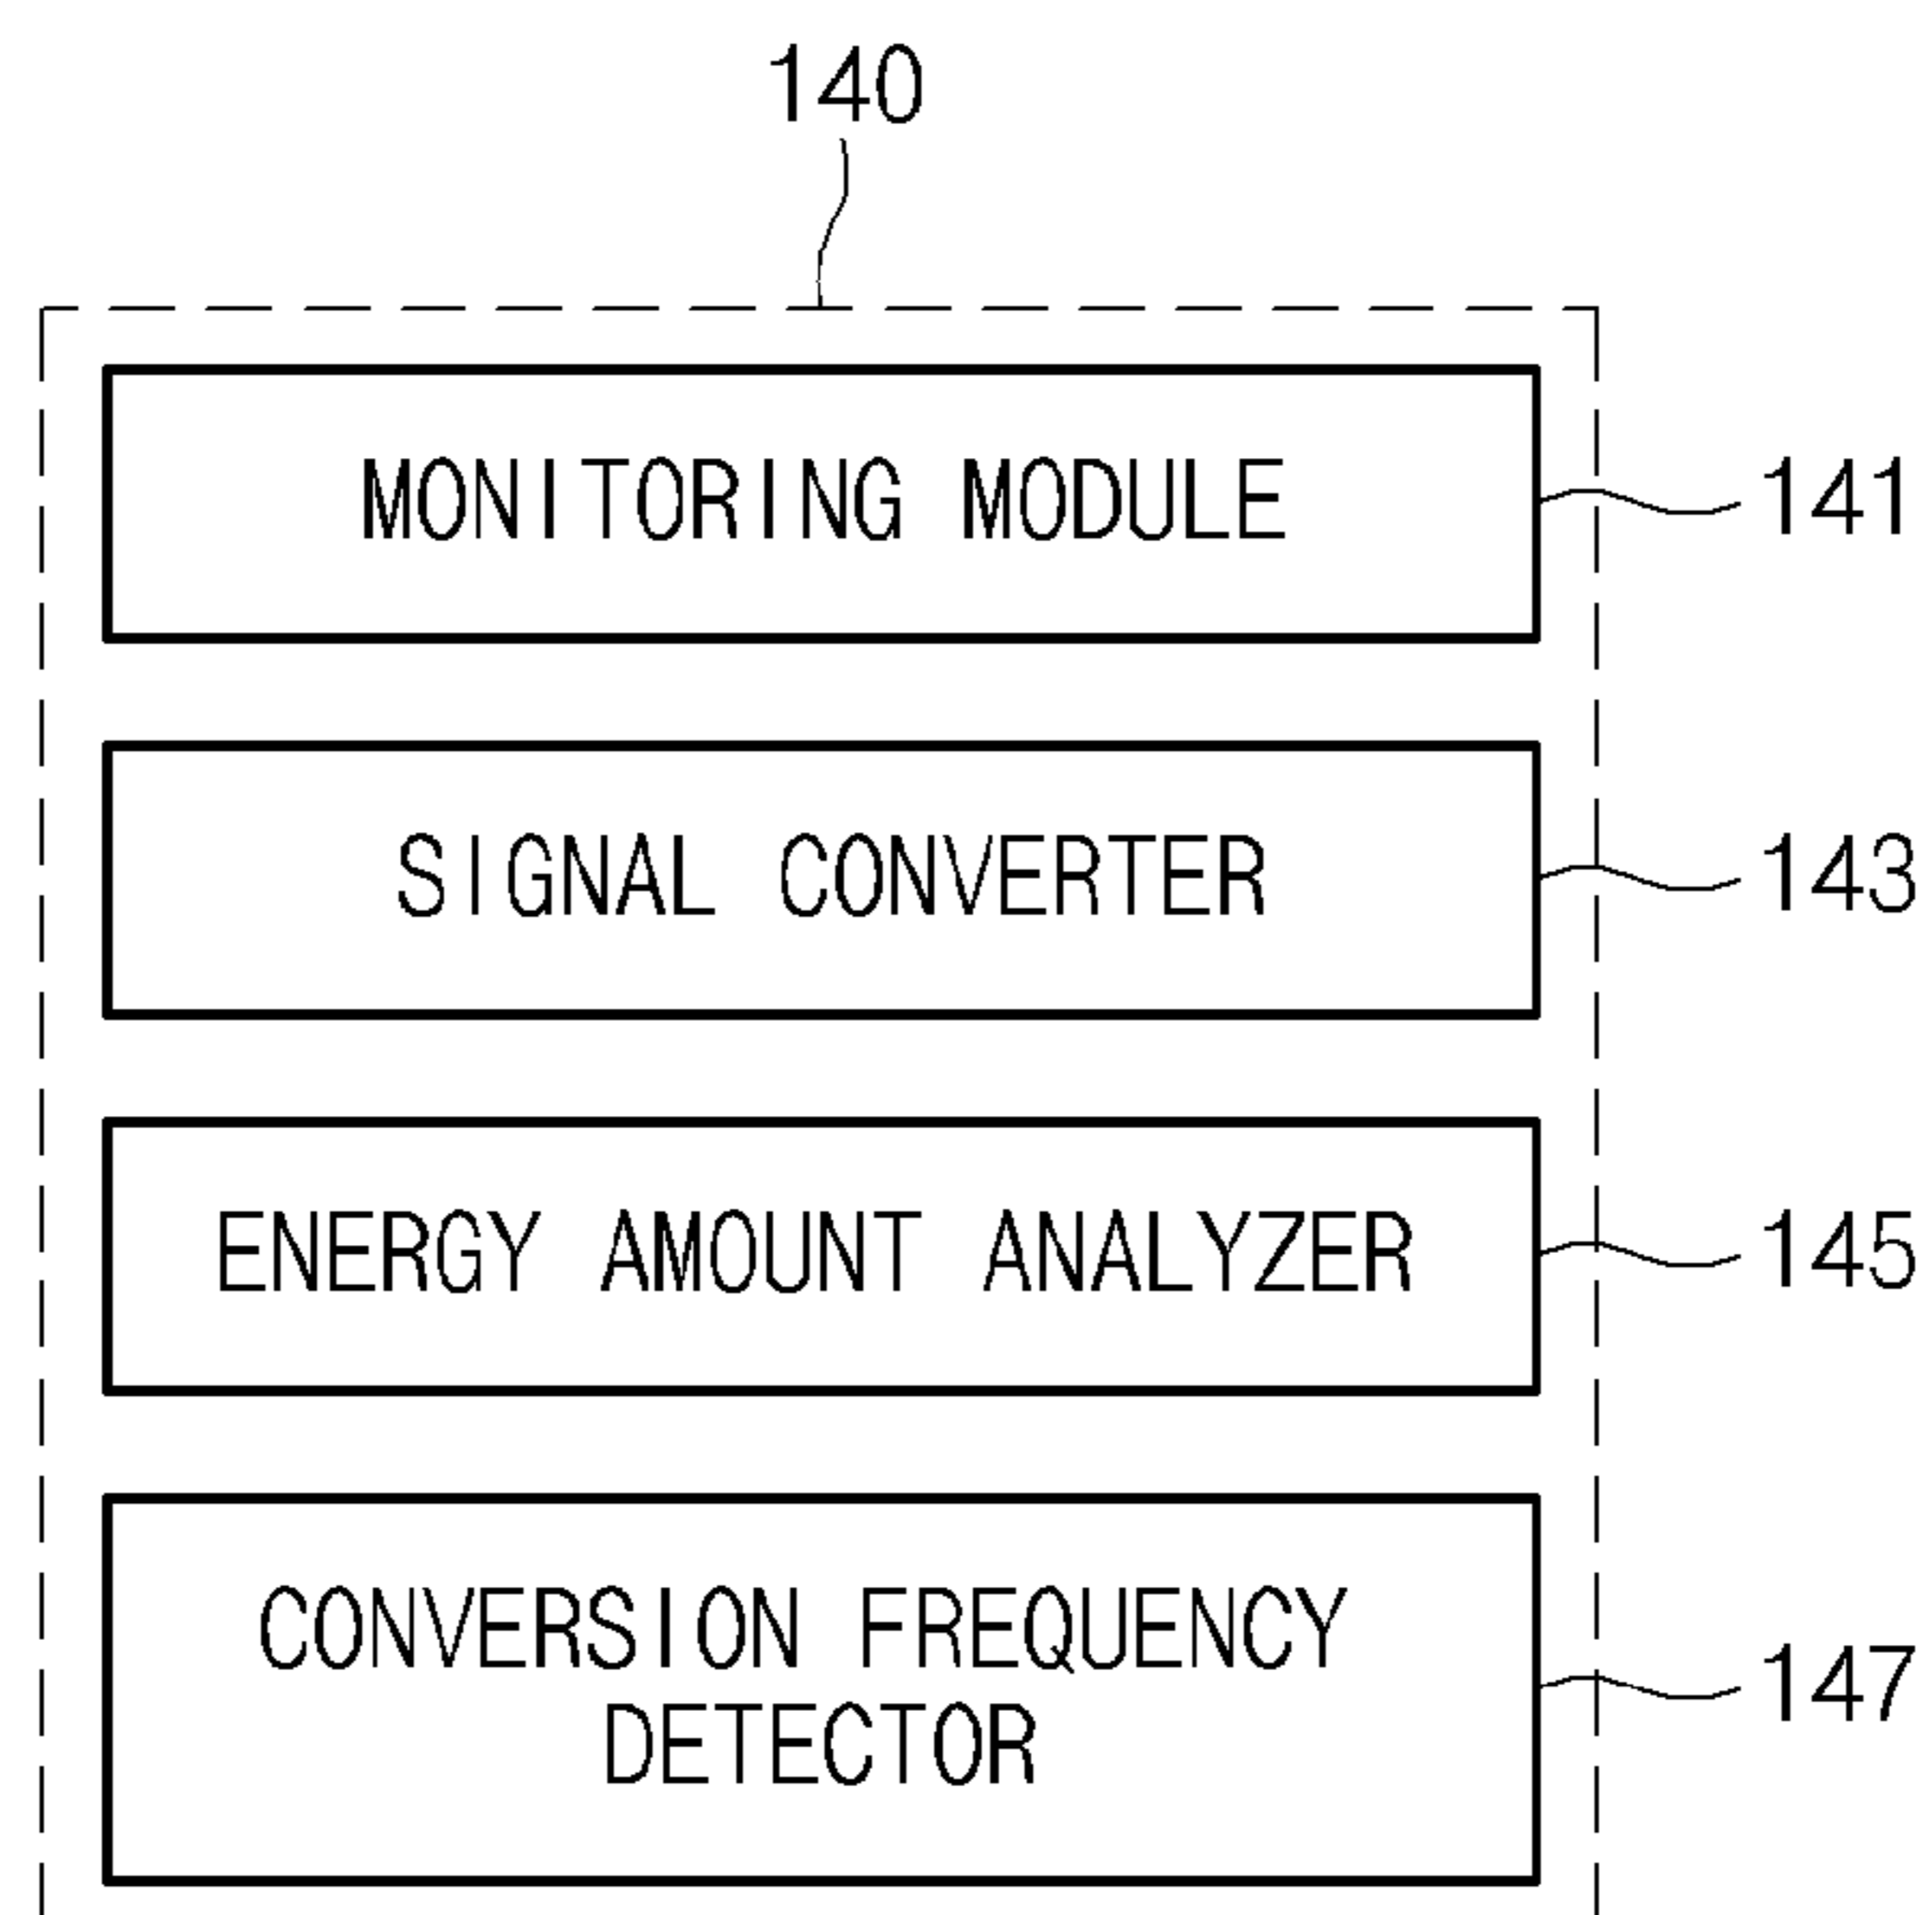 140
MONITORING MODULE
141
SIGNAL CONVERTER
143
ENERGY AMOUNT ANALYZER
145
CONVERSION FREQUENCY
DETECTOR
147